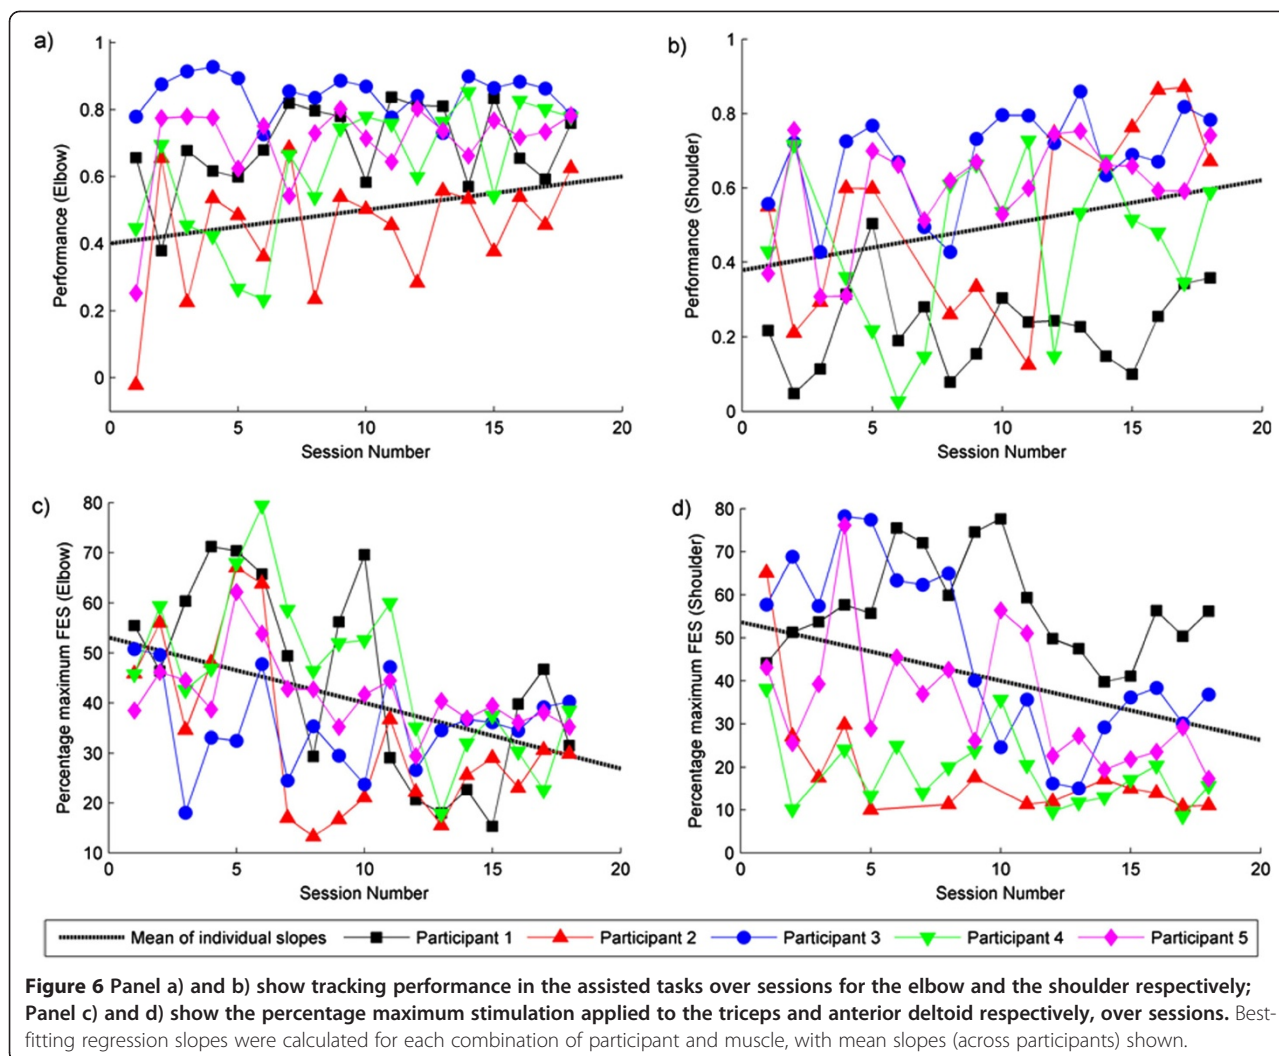 a)
1
0.8
0.6
0.4
0.2
0
Performance (Elbow)
0 5 10 15 20
Session Number
b)
1
0.8
0.6
0.4
0.2
0
Performance (Shoulder)
0 5 10 15 20
Session Number
c)
80
70
60
50
40
30
20
10
Percentage maximum FES (Elbow)
0 5 10 15 20
Session Number
d)
80
70
60
50
40
30
20
10
0
Percentage maximum FES (Shoulder)
0 5 10 15 20
Session Number
Mean of individual slopes Participant 1 Participant 2 Participant 3 Participant 4 Participant 5
Figure 6 Panel a) and b) show tracking performance in the assisted tasks over sessions for the elbow and the shoulder respectively;
Panel c) and d) show the percentage maximum stimulation applied to the triceps and anterior deltoid respectively, over sessions. Best-
fitting regression slopes were calculated for each combination of participant and muscle, with mean slopes (across participants) shown.